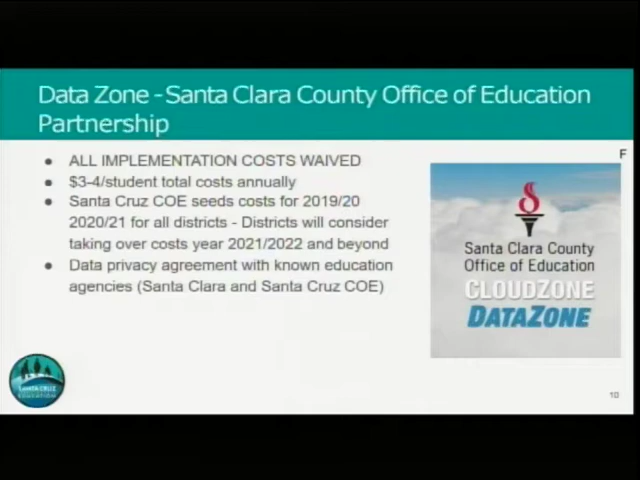 Data Zone - Santa Clara County Office of Education
Partnership
F
● ALL IMPLEMENTATION COSTS WAIVED
● $3-4/student total costs annually
● Santa Cruz COE seeds costs for 2019/20
2020/21 for all districts - Districts will consider
taking over costs year 2021/2022 and beyond
● Data privacy agreement with known education
agencies (Santa Clara and Santa Cruz COE)
Santa Clara County
Office of Education
CLOUDZONE
DATAZONE
SANTA CRUZ
EDUCATION
10